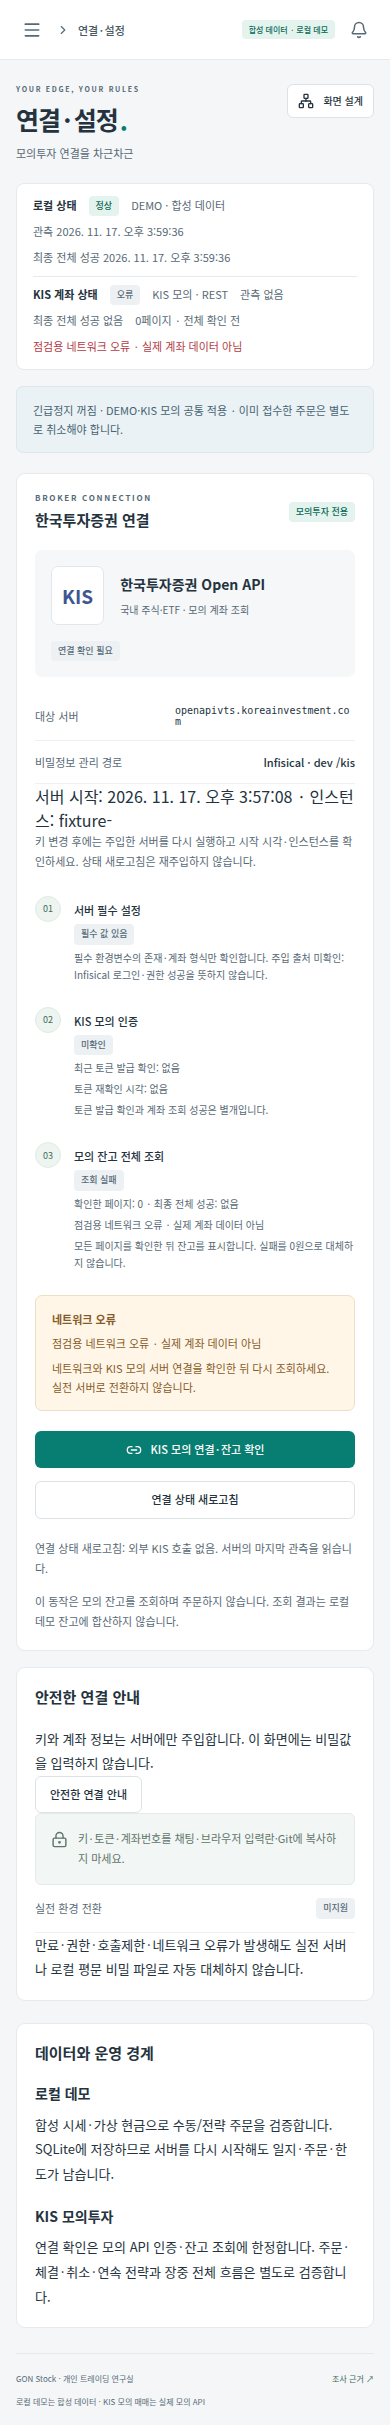 연결·설정
합성 데이터 · 로컬 데모
YOUR EDGE, YOUR RULES
연결·설정.
화면 설계
모의투자 연결을 차근차근
로컬 상태 정상 DEMO · 합성 데이터
관측 2026. 11. 17. 오후 3:59:36
최종 전체 성공 2026. 11. 17. 오후 3:59:36
KIS 계좌 상태 오류 KIS 모의 · REST 관측 없음
최종 전체 성공 없음 0페이지 · 전체 확인 전
점검용 네트워크 오류 · 실제 계좌 데이터 아님
긴급정지 꺼짐 · DEMO·KIS 모의 공통 적용 · 이미 접수한 주문은 별도
로 취소해야 합니다.
BROKER CONNECTION
한국투자증권 연결
모의투자 전용
KIS
한국투자증권 Open API
국내 주식·ETF · 모의 계좌 조회
연결 확인 필요
대상 서버 openapivts.koreainvestment.co
m
비밀정보 관리 경로 Infisical · dev /kis
서버 시작: 2026. 11. 17. 오후 3:57:08 · 인스턴
스: fixture-
키 변경 후에는 주입한 서버를 다시 실행하고 시작 시각·인스턴스를 확
인하세요. 상태 새로고침은 재주입하지 않습니다.
01 서버 필수 설정
필수 값 있음
필수 환경변수의 존재·계좌 형식만 확인합니다. 주입 출처 미확인:
Infisical 로그인·권한 성공을 뜻하지 않습니다.
02 KIS 모의 인증
미확인
최근 토큰 발급 확인: 없음
토큰 재확인 시각: 없음
토큰 발급 확인과 계좌 조회 성공은 별개입니다.
03 모의 잔고 전체 조회
조회 실패
확인한 페이지: 0 · 최종 전체 성공: 없음
점검용 네트워크 오류 · 실제 계좌 데이터 아님
모든 페이지를 확인한 뒤 잔고를 표시합니다. 실패를 0원으로 대체하
지 않습니다.
네트워크 오류
점검용 네트워크 오류 · 실제 계좌 데이터 아님
네트워크와 KIS 모의 서버 연결을 확인한 뒤 다시 조회하세요.
실전 서버로 전환하지 않습니다.
KIS 모의 연결·잔고 확인
연결 상태 새로고침
연결 상태 새로고침: 외부 KIS 호출 없음. 서버의 마지막 관측을 읽습니
다.
이 동작은 모의 잔고를 조회하며 주문하지 않습니다. 조회 결과는 로컬
데모 잔고에 합산하지 않습니다.
안전한 연결 안내
키와 계좌 정보는 서버에만 주입합니다. 이 화면에는 비밀값
을 입력하지 않습니다.
안전한 연결 안내
키·토큰·계좌번호를 채팅·브라우저 입력란·Git에 복사하
지 마세요.
실전 환경 전환 미지원
만료·권한·호출제한·네트워크 오류가 발생해도 실전 서버
나 로컬 평문 비밀 파일로 자동 대체하지 않습니다.
데이터와 운영 경계
로컬 데모
합성 시세·가상 현금으로 수동/전략 주문을 검증합니다.
SQLite에 저장하므로 서버를 다시 시작해도 일지·주문·한
도가 남습니다.
KIS 모의투자
연결 확인은 모의 API 인증·잔고 조회에 한정합니다. 주문·
체결·취소·연속 전략과 장중 전체 흐름은 별도로 검증합니
다.
GON Stock · 개인 트레이딩 연구실
조사 근거 ↗
로컬 데모는 합성 데이터 · KIS 모의 매매는 실제 모의 API